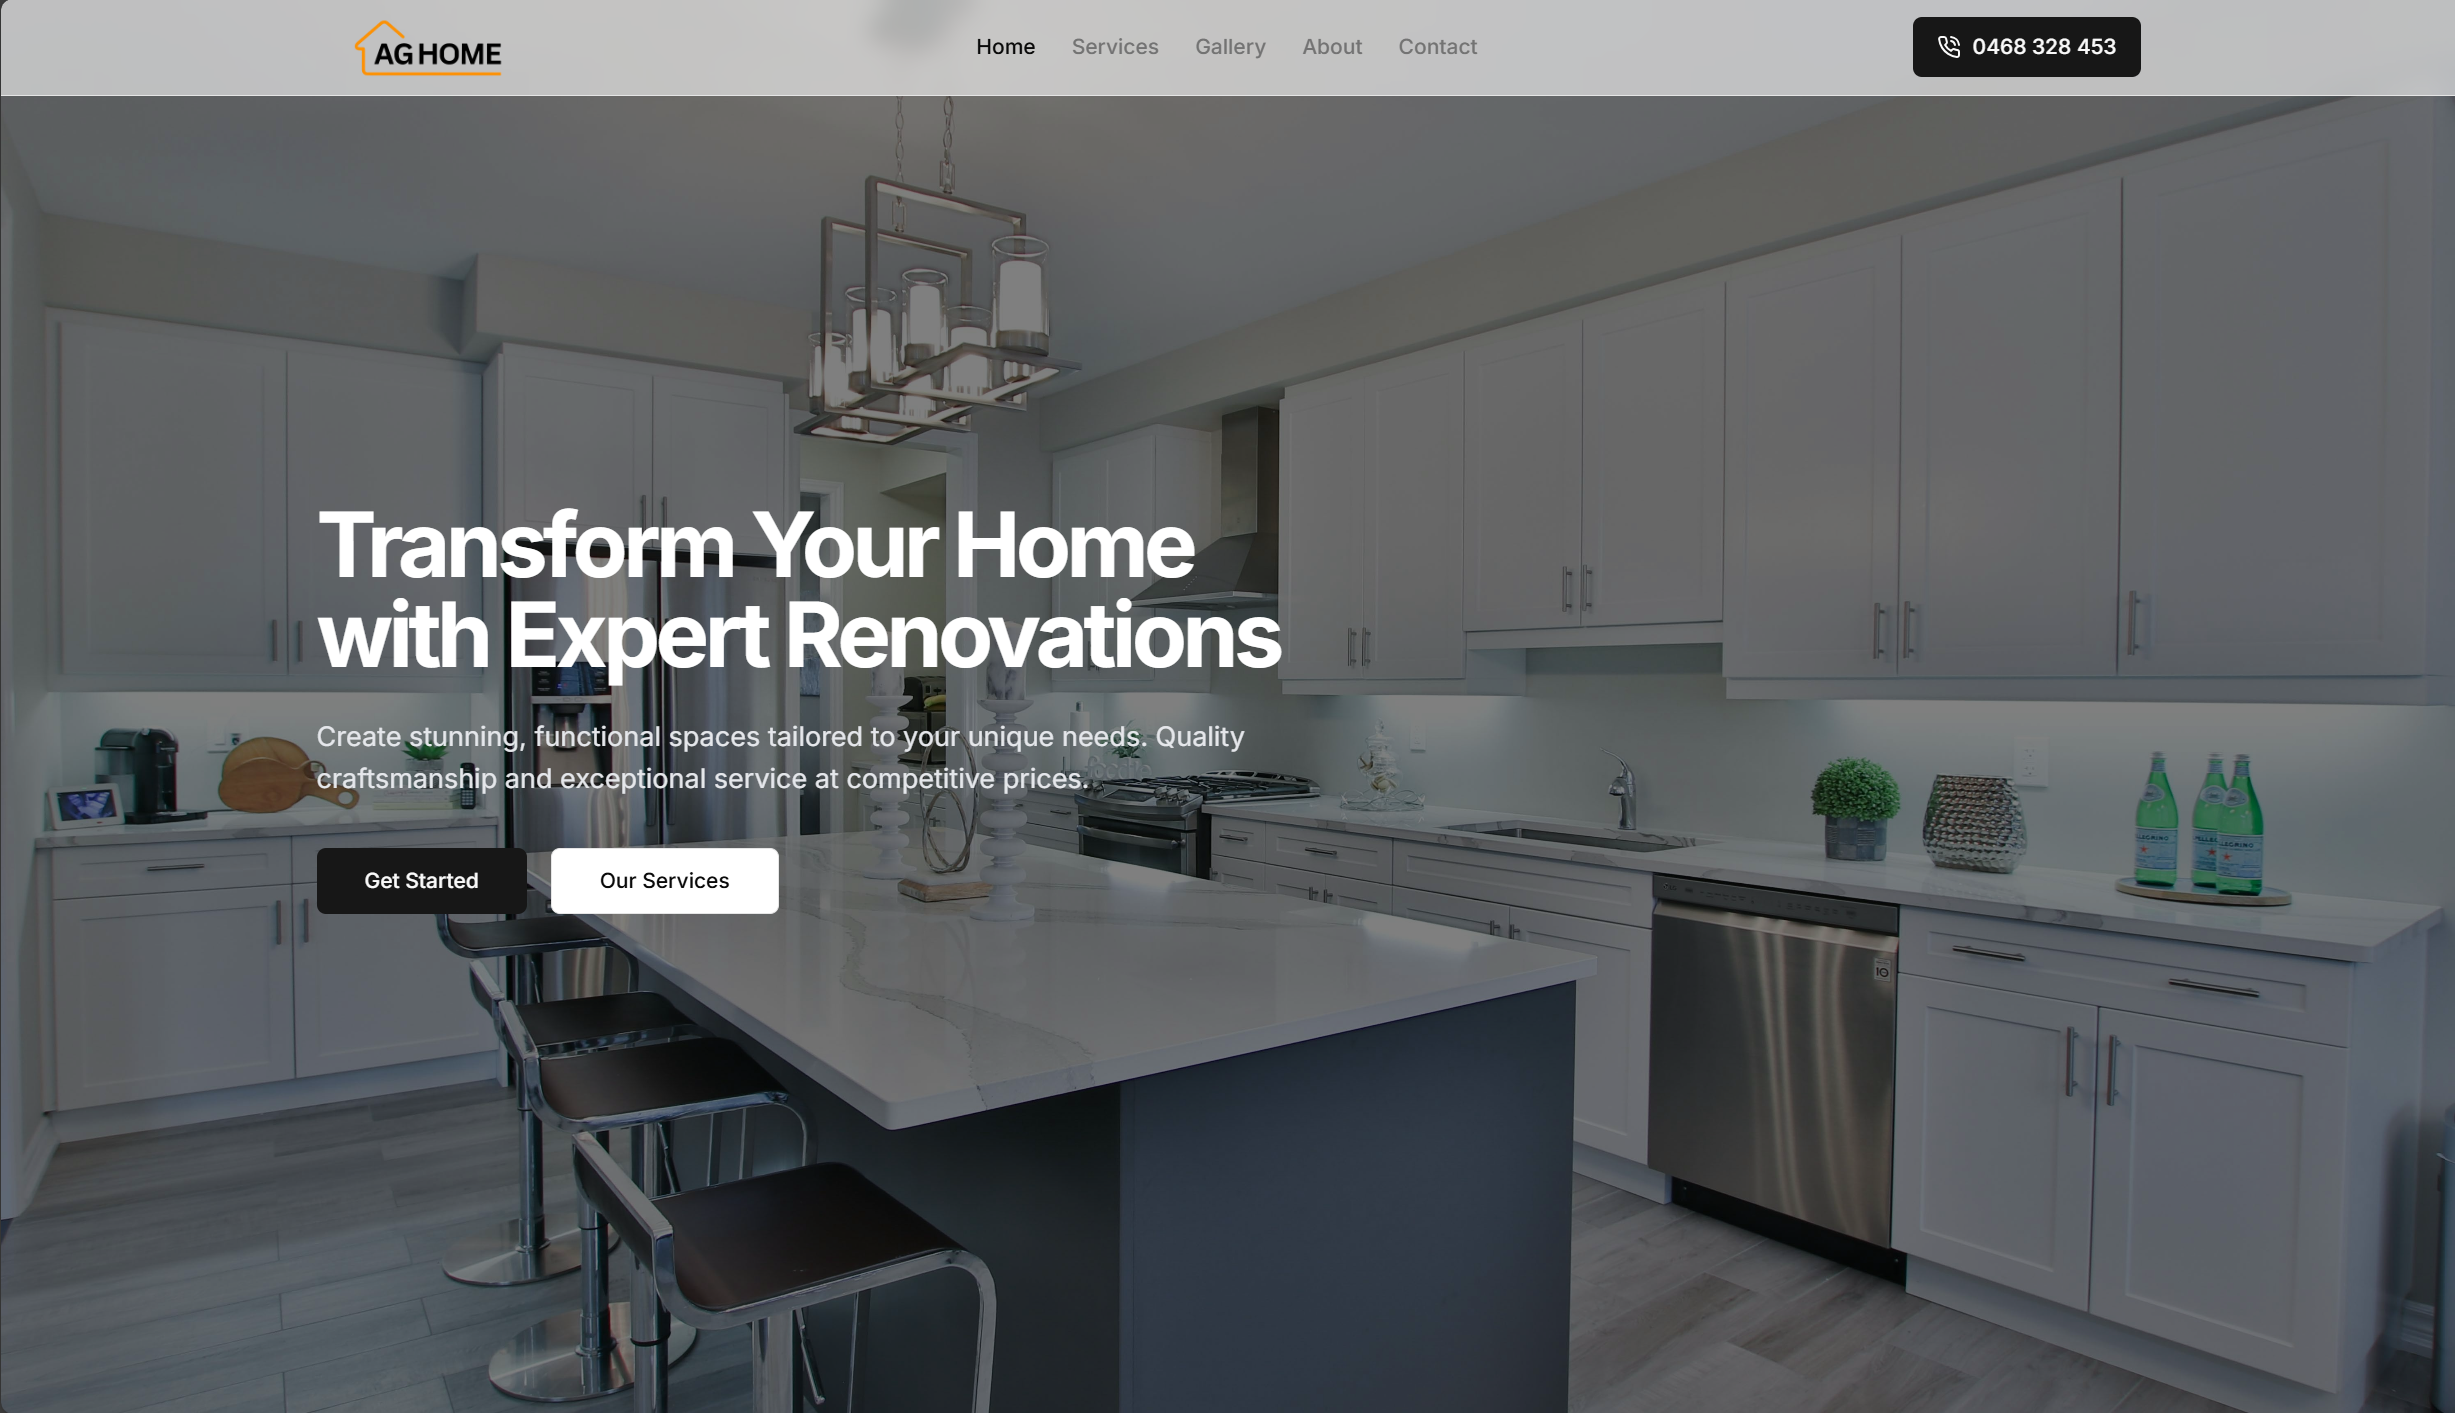 AG HOME
Home Services Gallery About Contact
0468 328 453
Transform Your Home
with Expert Renovations
Create stunning, functional spaces tailored to your unique needs. Quality
craftsmanship and exceptional service at competitive prices.
Get Started
Our Services